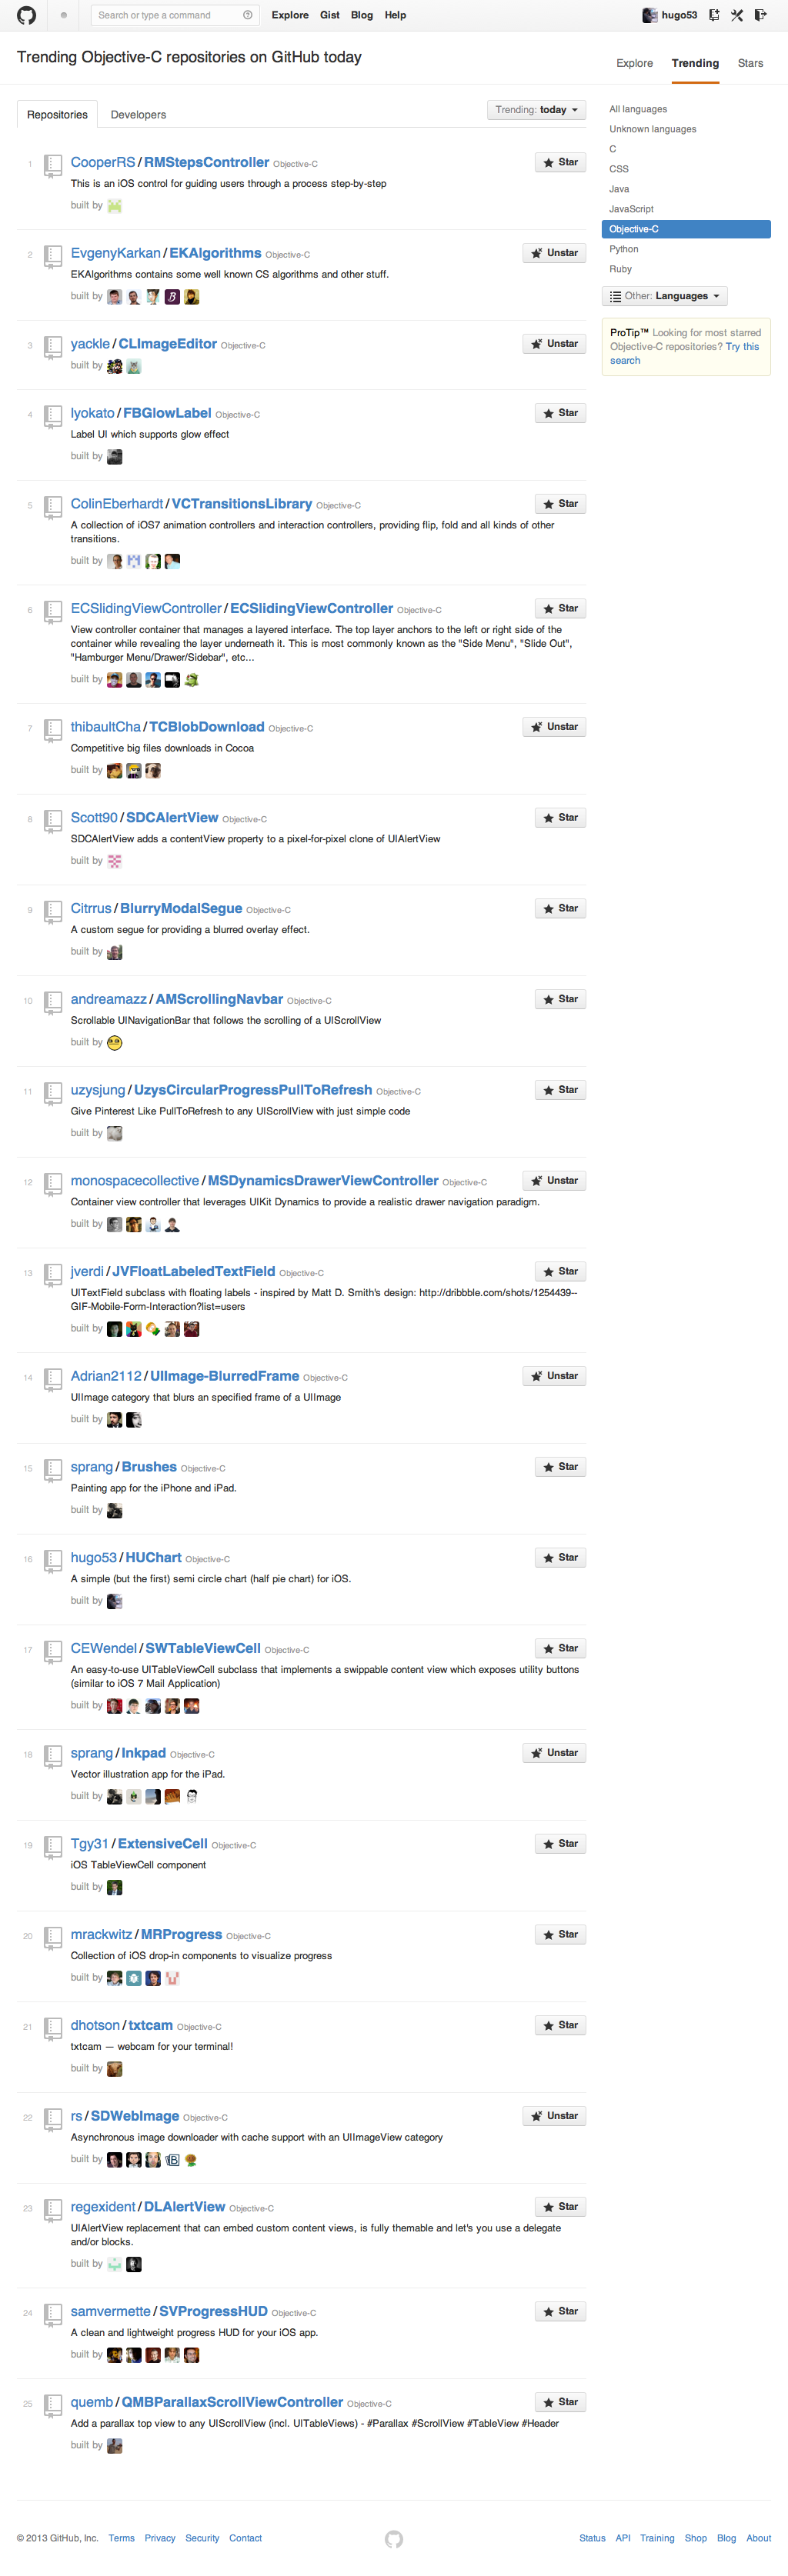 Search or type a command
Explore Gist Blog Help
hugo53
Trending Objective-C repositories on GitHub today
Explore Trending Stars
Repositories Developers
Trending: today
1 CooperRS / RMStepsController Objective-C
Star
This is an iOS control for guiding users through a process step-by-step
built by
2 EvgenyKarkan / EKAlgorithms Objective-C
Unstar
EKAlgorithms contains some well known CS algorithms and other stuff.
built by
3 yackle / CLImageEditor Objective-C
Unstar
built by
4 lyokato / FBGlowLabel Objective-C
Star
Label UI which supports glow effect
built by
5 ColinEberhardt / VCTransitionsLibrary Objective-C
Star
A collection of iOS7 animation controllers and interaction controllers, providing flip, fold and all kinds of other
transitions.
built by
6 ECSlidingViewController / ECSlidingViewController Objective-C
Star
View controller container that manages a layered interface. The top layer anchors to the left or right side of the
container while revealing the layer underneath it. This is most commonly known as the "Side Menu", "Slide Out",
"Hamburger Menu/Drawer/Sidebar", etc...
built by
7 thibaultCha / TCBlobDownload Objective-C
Unstar
Competitive big files downloads in Cocoa
built by
8 Scott90 / SDCAlertView Objective-C
Star
SDCAlertView adds a contentView property to a pixel-for-pixel clone of UIAlertView
built by
9 Citrrus / BlurryModalSegue Objective-C
Star
A custom segue for providing a blurred overlay effect.
built by
10 andreamazz / AMScrollingNavbar Objective-C
Star
Scrollable UINavigationBar that follows the scrolling of a UIScrollView
built by
11 uzysjung / UzysCircularProgressPullToRefresh Objective-C
Star
Give Pinterest Like PullToRefresh to any UIScrollView with just simple code
built by
12 monospacecollective / MSDynamicsDrawerViewController Objective-C
Unstar
Container view controller that leverages UIKit Dynamics to provide a realistic drawer navigation paradigm.
built by
13 jverdi / JVFloatLabeledTextField Objective-C
Star
UITextField subclass with floating labels - inspired by Matt D. Smith's design: http://dribbble.com/shots/1254439--
GIF-Mobile-Form-Interaction?list=users
built by
14 Adrian2112 / UIImage-BlurredFrame Objective-C
Unstar
UIImage category that blurs an specified frame of a UIImage
built by
15 sprang / Brushes Objective-C
Star
Painting app for the iPhone and iPad.
built by
16 hugo53 / HUChart Objective-C
Star
A simple (but the first) semi circle chart (half pie chart) for iOS.
built by
17 CEWendel / SWTableViewCell Objective-C
Star
An easy-to-use UITableViewCell subclass that implements a swippable content view which exposes utility buttons
(similar to iOS 7 Mail Application)
built by
18 sprang / Inkpad Objective-C
Unstar
Vector illustration app for the iPad.
built by
19 Tgy31 / ExtensiveCell Objective-C
Star
iOS TableViewCell component
built by
20 mrackwitz / MRProgress Objective-C
Star
Collection of iOS drop-in components to visualize progress
built by
21 dhotson / txtcam Objective-C
Star
txtcam — webcam for your terminal!
built by
22 rs / SDWebImage Objective-C
Unstar
Asynchronous image downloader with cache support with an UIImageView category
built by
23 regexident / DLAlertView Objective-C
Star
UIAlertView replacement that can embed custom content views, is fully themable and let's you use a delegate
and/or blocks.
built by
24 samvermette / SVProgressHUD Objective-C
Star
A clean and lightweight progress HUD for your iOS app.
built by
25 quemb / QMBParallaxScrollViewController Objective-C
Star
Add a parallax top view to any UIScrollView (incl. UITableViews) - #Parallax #ScrollView #TableView #Header
built by
All languages
Unknown languages
C
CSS
Java
JavaScript
Objective-C
Python
Ruby
Other: Languages
ProTip™ Looking for most starred
Objective-C repositories? Try this
search
© 2013 GitHub, Inc. Terms Privacy Security Contact
Status API Training Shop Blog About